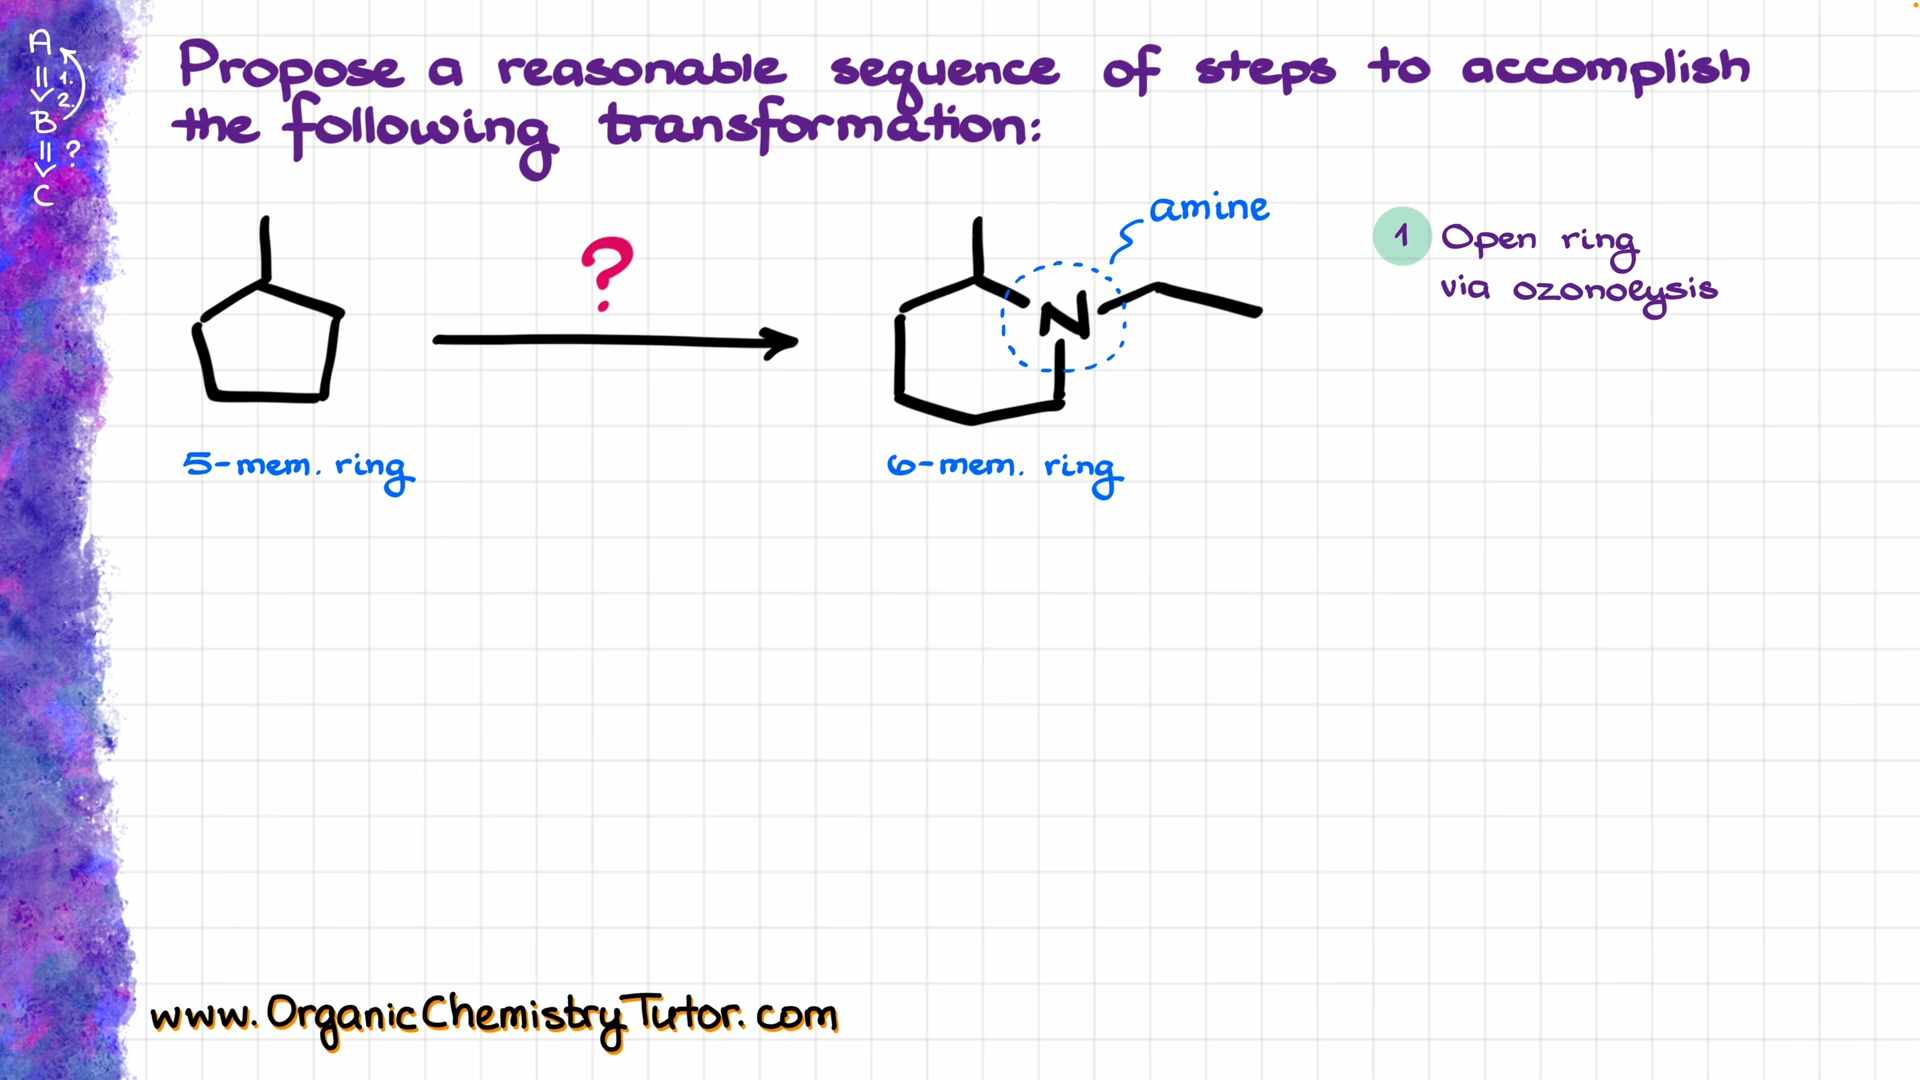 A
1.
2.
B
?
C
Propose a reasonable sequence of steps to accomplish
the following transformation:
?
N
amine
1 Open ring
via ozonolysis
5-mem. ring
6-mem. ring
www.OrganicChemistryTutor.com